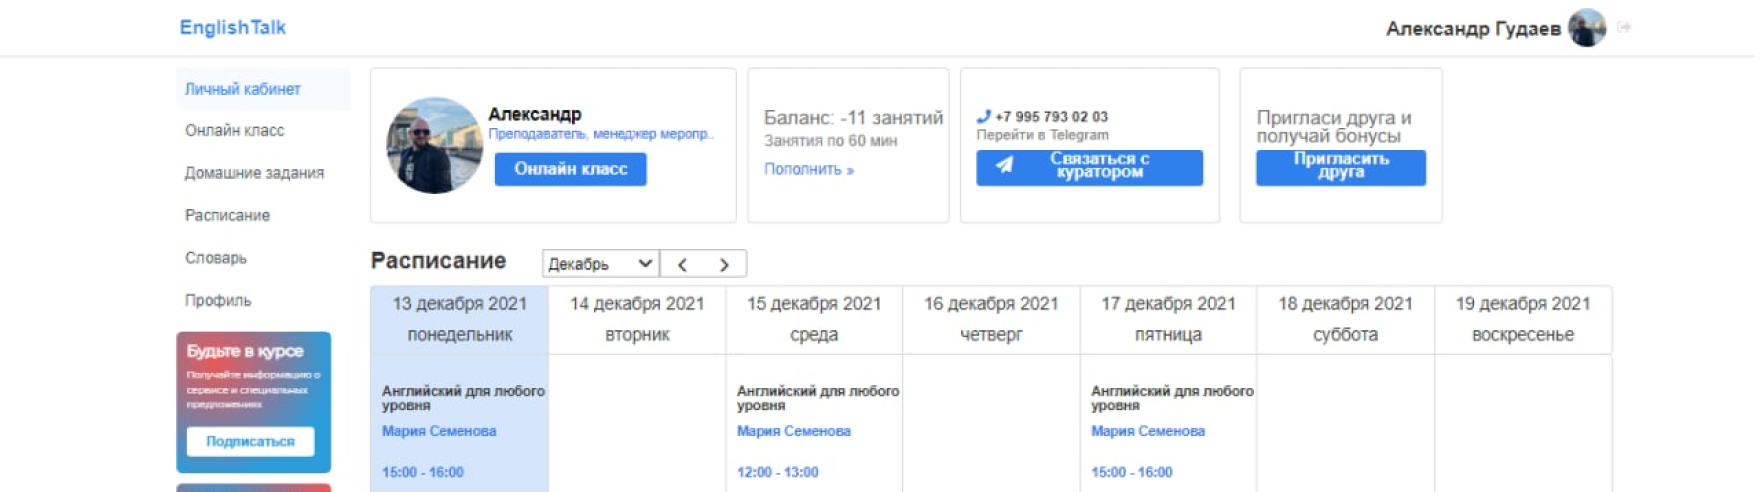 EnglishTalk
Александр Гудаев
Личный кабинет
Онлайн класс
Домашние задания
Расписание
Словарь
Профиль
Будьте в курсе
Получайте информацию о
сервисе и специальных
предложениях
Подписаться
Александр
Преподаватель, менеджер меропр..
Онлайн класс
Баланс: -11 занятий
Занятия по 60 мин
Пополнить »
+7 995 793 02 03
Перейти в Telegram
Связаться с
куратором
Пригласи друга и
получай бонусы
Пригласить
друга
Расписание
Декабрь
13 декабря 2021
понедельник
14 декабря 2021
вторник
15 декабря 2021
среда
16 декабря 2021
четверг
17 декабря 2021
пятница
18 декабря 2021
суббота
19 декабря 2021
воскресенье
Английский для любого
уровня
Мария Семенова
15:00 - 16:00
Английский для любого
уровня
Мария Семенова
12:00 - 13:00
Английский для любого
уровня
Мария Семенова
15:00 - 16:00